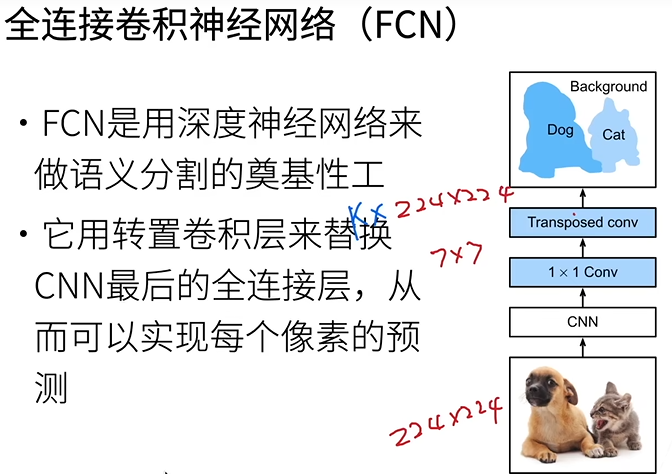 全连接卷积神经网络（FCN）
• FCN是用深度神经网络来
做语义分割的奠基性工
• 它用转置卷积层来替换
CNN最后的全连接层，从
而可以实现每个像素的预
测
Background
Dog
Cat
K× 224×224
Transposed conv
7×7
1 × 1 Conv
CNN
224×224